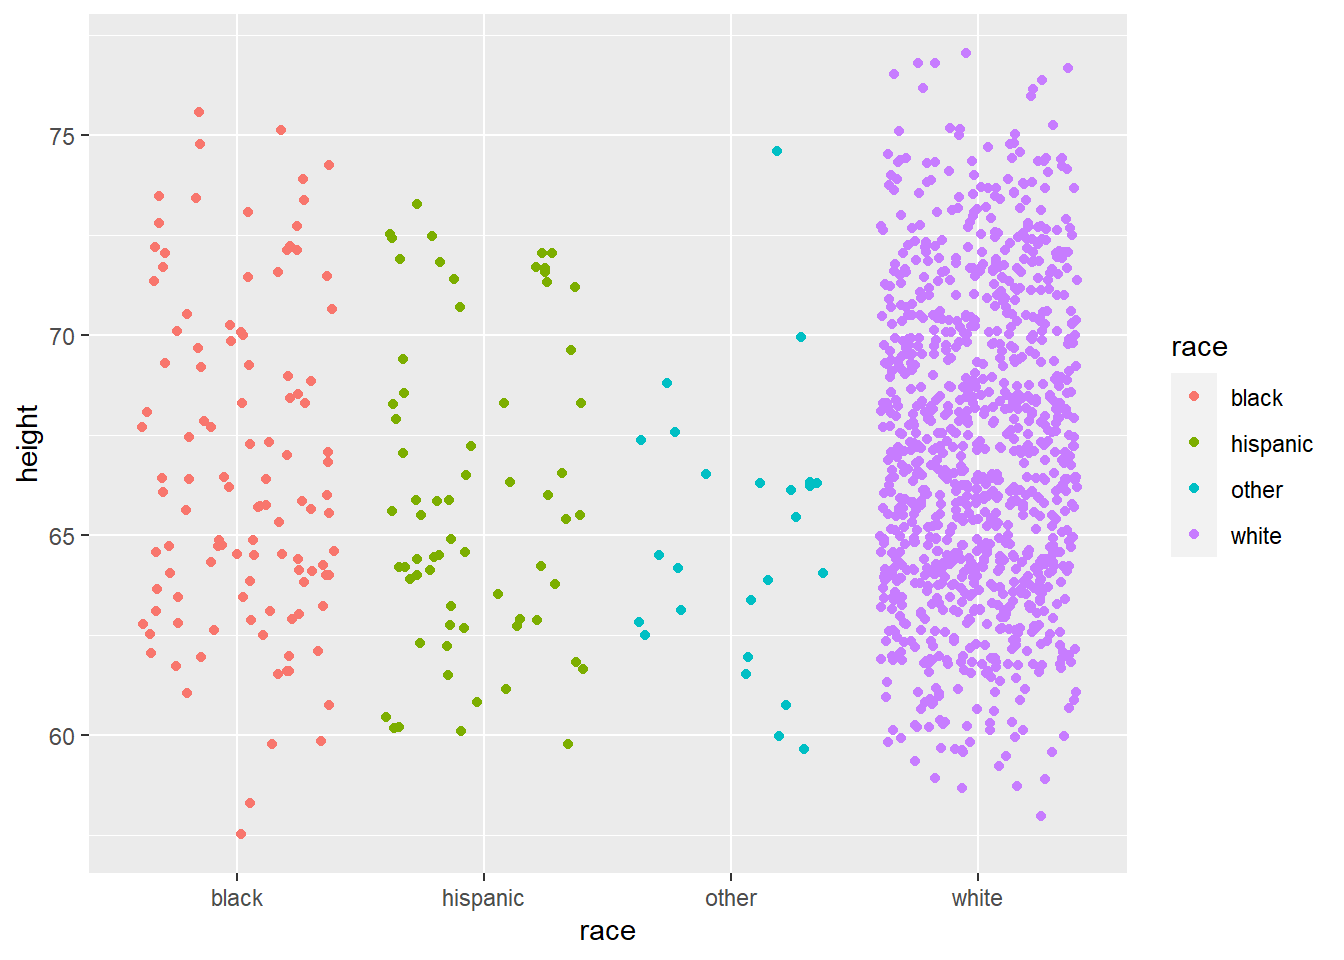 75
70
65
60
height
black
hispanic
other
white
race
race
black
hispanic
other
white